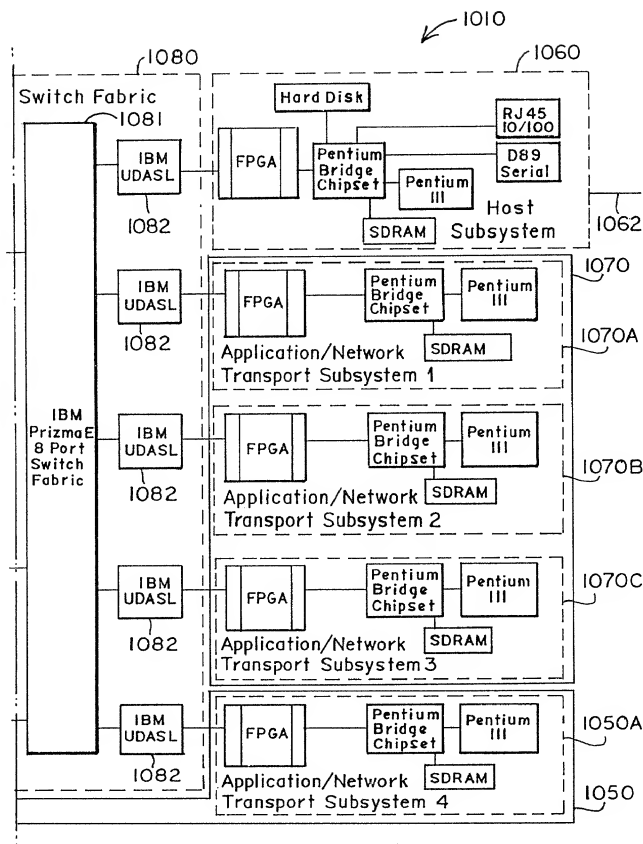 1010
1080
1060
Switch Fabric
1081
Hard Disk
RJ45
10/100
IBM
UDASL
FPGA
Pentium
Bridge
Chipset
D89
Serial
Pentium
III
1082
Host
Subsystem
SDRAM
1062
1070
IBM
UDASL
FPGA
Pentium
Bridge
Chipset
Pentium
III
1082
SDRAM
1070A
Application/Network
Transport Subsystem 1
IBM
PrizmaE
8 Port
Switch
Fabric
IBM
UDASL
FPGA
Pentium
Bridge
Chipset
Pentium
III
1082
SDRAM
1070B
Application/Network
Transport Subsystem 2
IBM
UDASL
FPGA
Pentium
Bridge
Chipset
Pentium
III
1070C
1082
SDRAM
Application/Network
Transport Subsystem 3
IBM
UDASL
FPGA
Pentium
Bridge
Chipset
Pentium
III
1050A
1082
SDRAM
Application/Network
Transport Subsystem 4
1050